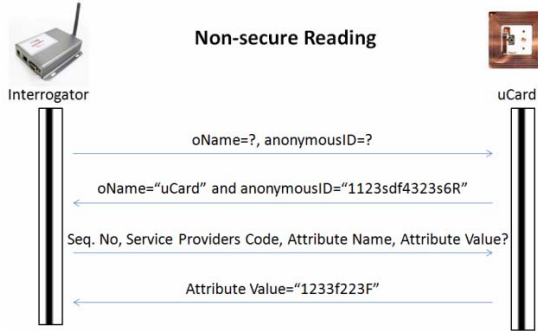 Non-secure Reading
Interrogator
uCard
oName=?, anonymousID=?
oName="uCard" and anonymousID="1123sdf4323s6R"
Seq. No, Service Providers Code, Attribute Name, Attribute Value?
Attribute Value="1233f223F"